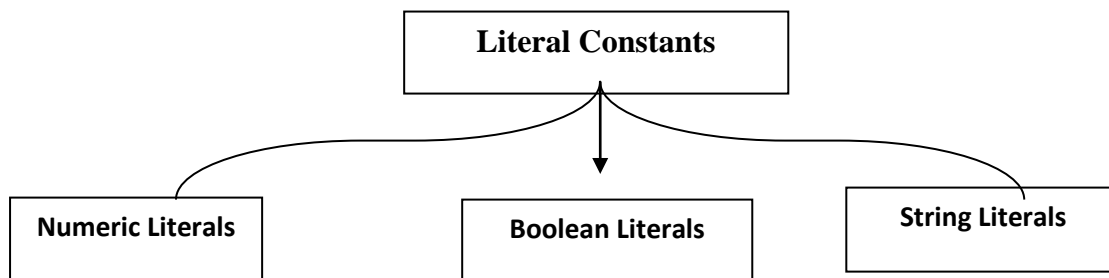 Literal Constants
Numeric Literals
Boolean Literals
String Literals